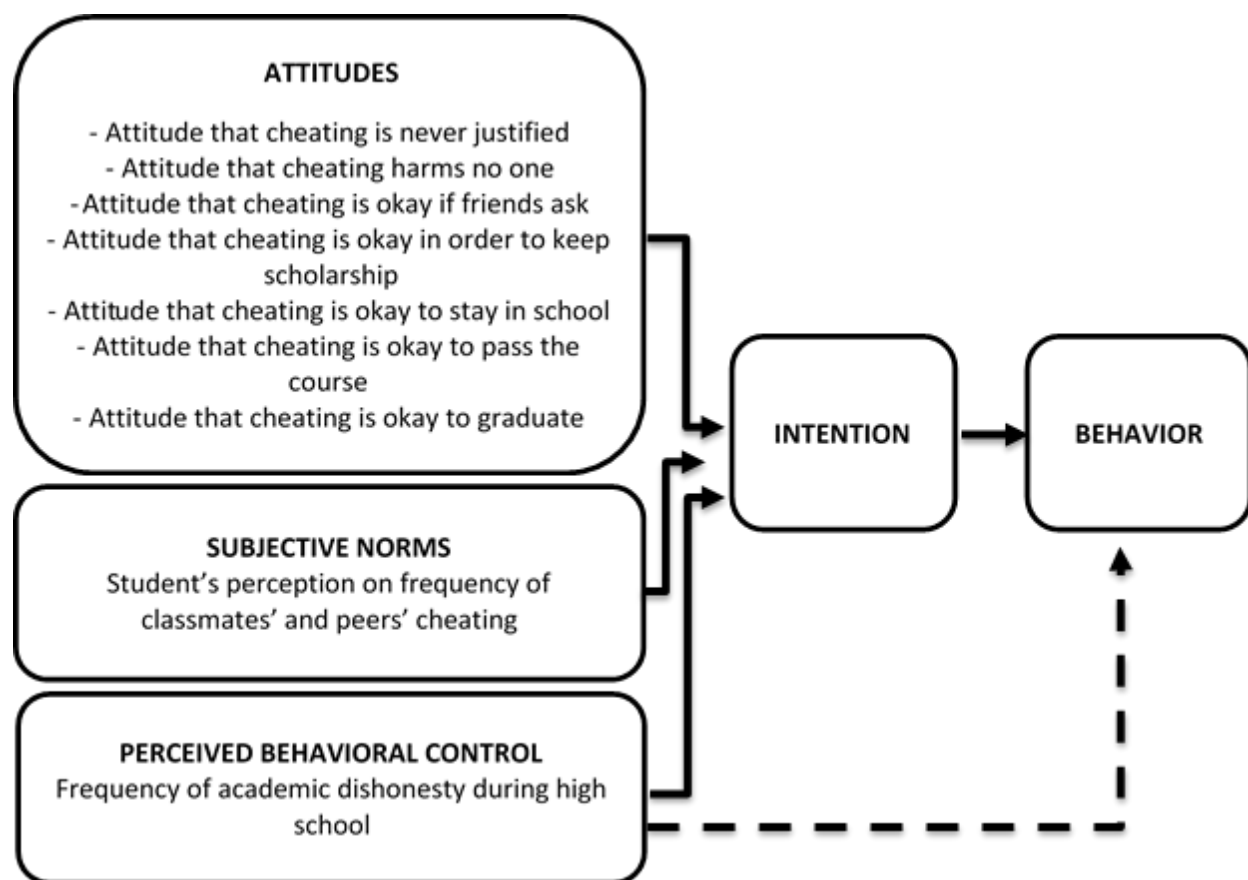 ATTITUDES
- Attitude that cheating is never justified
- Attitude that cheating harms no one
-Attitude that cheating is okay if friends ask
- Attitude that cheating is okay in order to keep
scholarship
- Attitude that cheating is okay to stay in school
- Attitude that cheating is okay to pass the
course
- Attitude that cheating is okay to graduate
SUBJECTIVE NORMS
Student’s perception on frequency of
classmates’ and peers’ cheating
PERCEIVED BEHAVIORAL CONTROL
Frequency of academic dishonesty during high
school
INTENTION
BEHAVIOR